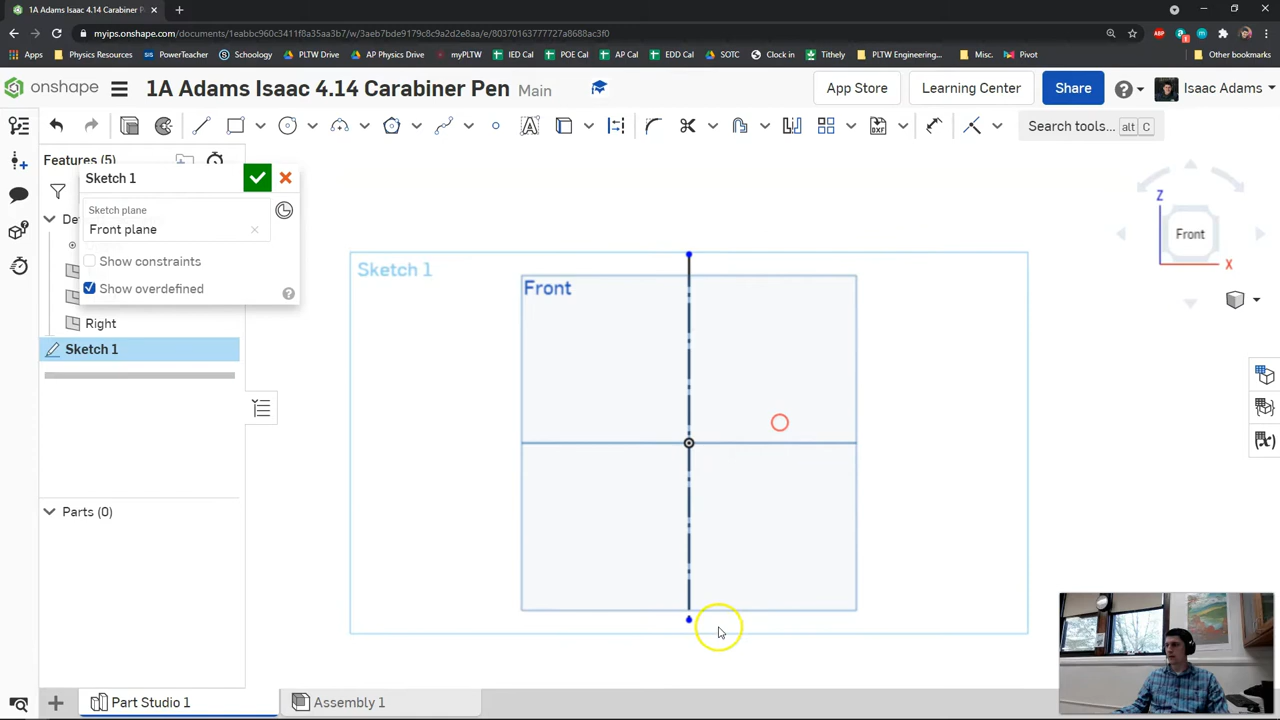 1A Adams Isaac 4.14 Carabiner Pen
myips.onshape.com/documents/1eabbc960c3411f8a35aa3b7/w/3aeb7bde9179c8c9a2d2e8aa/e/80370163777727a8688ac3f0
Apps Physics Resources PowerTeacher Schoology PLTW Drive AP Physics Drive myPLTW IED Cal POE Cal AP Cal EDD Cal SOTC Clock in Tithely PLTW Engineering... Misc. Pivot Other bookmarks
onshape 1A Adams Isaac 4.14 Carabiner Pen Main App Store Learning Center Share Isaac Adams
Search tools... alt C
Features (5)
Sketch 1
Sketch plane
Front plane
Show constraints
Show overdefined
De
Right
Sketch 1
Parts (0)
Sketch 1
Front
Z
Front
X
Part Studio 1 Assembly 1